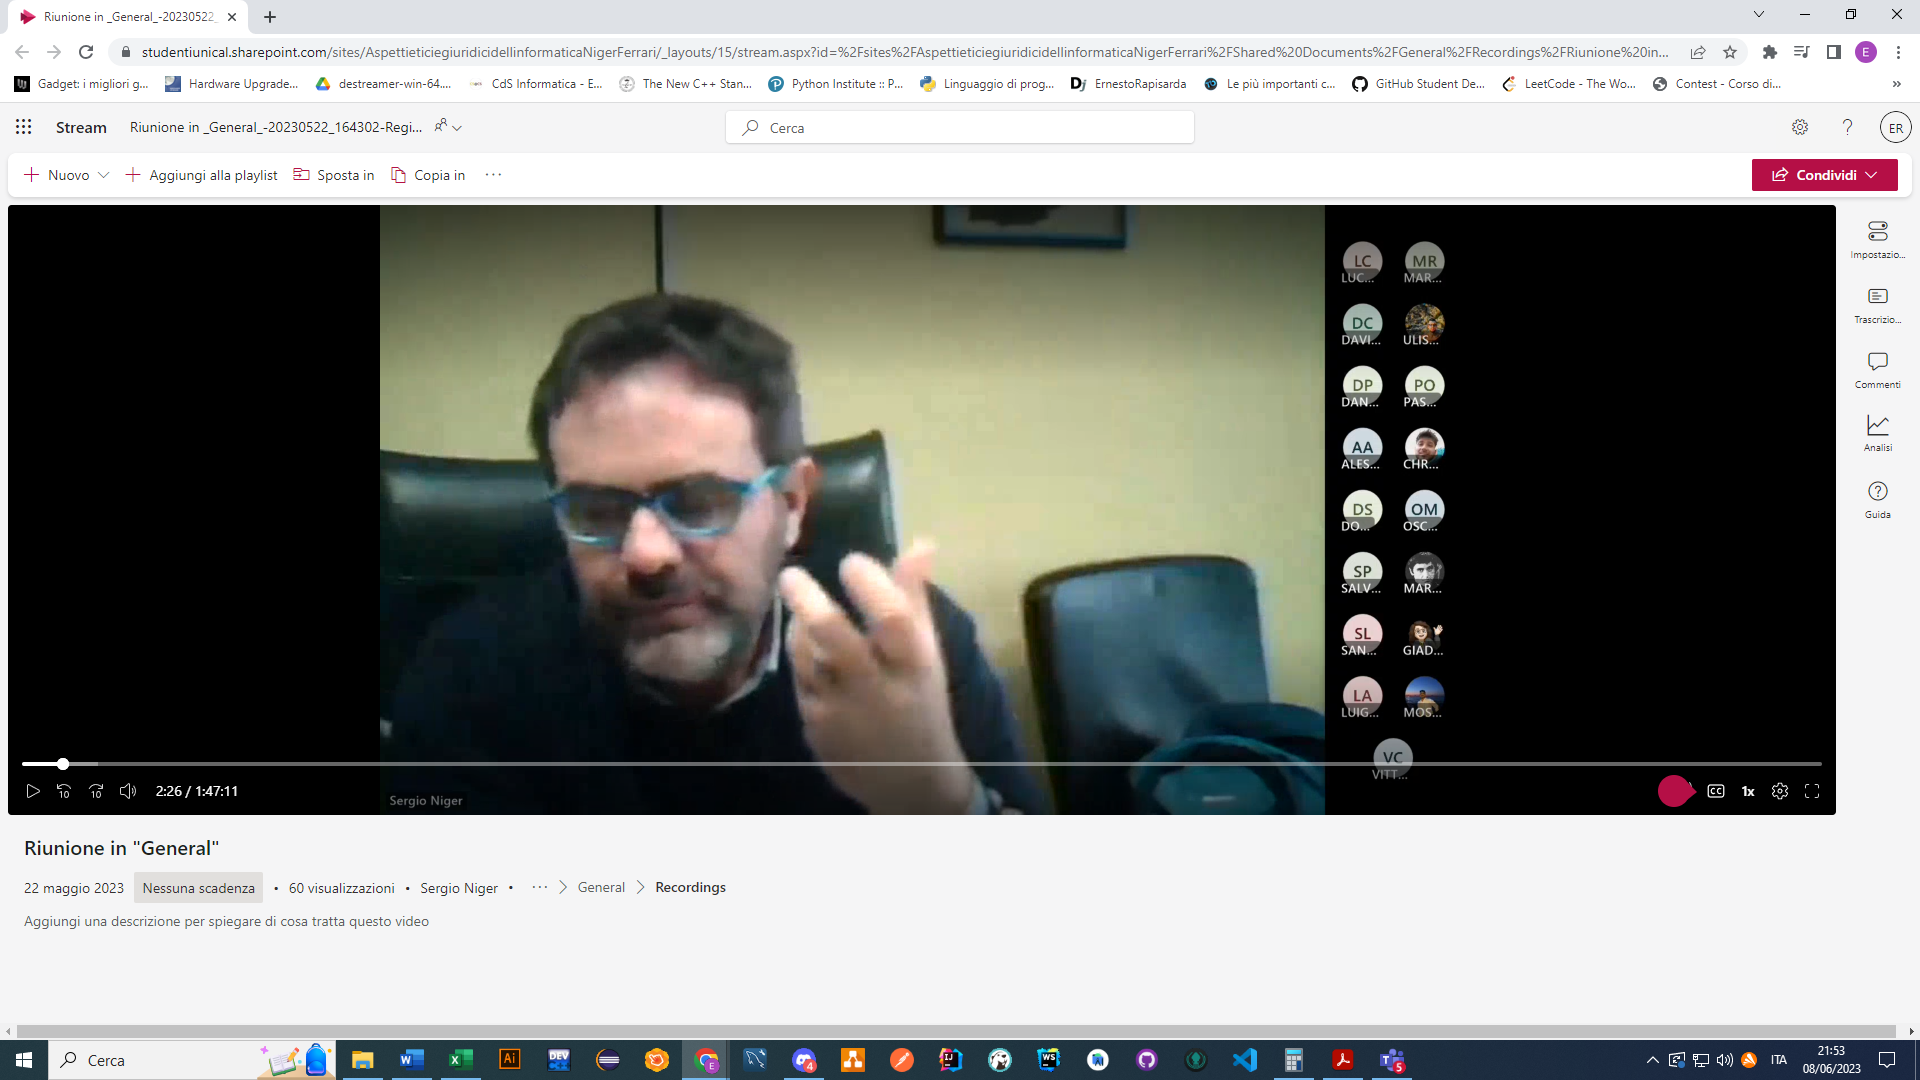 Riunione in _General_-20230522_
studentiunical.sharepoint.com/sites/AspettieticiegiuridicidellinformaticaNigerFerrari/_layouts/15/stream.aspx?id=%2Fsites%2FAspettieticiegiuridicidellinformaticaNigerFerrari%2FShared%20Documents%2FGeneral%2FRecordings%2FRiunione%20in...
E
Gadget: i migliori g...
Hardware Upgrade...
destreamer-win-64....
CdS Informatica - E...
The New C++ Stan...
Python Institute :: P...
Linguaggio di prog...
ErnestoRapisarda
Le più importanti c...
GitHub Student De...
LeetCode - The Wo...
Contest - Corso di...
»
Stream
Riunione in _General_-20230522_164302-Regi...
Cerca
ER
Nuovo
Aggiungi alla playlist
Sposta in
Copia in
...
Condividi
Impostazio...
Trascrizio...
Commenti
Analisi
Guida
LC
LUC...
MR
MAR...
DC
DAVI...
ULIS...
DP
DAN...
PO
PAS...
AA
ALES...
CHR...
DS
DO...
OM
OSC...
SP
SALV...
MAR...
SL
SAN...
GIAD...
LA
LUIG...
MOS...
VC
VITT...
Sergio Niger
10
10
2:26 / 1:47:11
CC
1x
Riunione in "General"
22 maggio 2023
Nessuna scadenza
• 60 visualizzazioni • Sergio Niger •
... General Recordings
Aggiungi una descrizione per spiegare di cosa tratta questo video
Cerca
ITA
21:53
08/06/2023